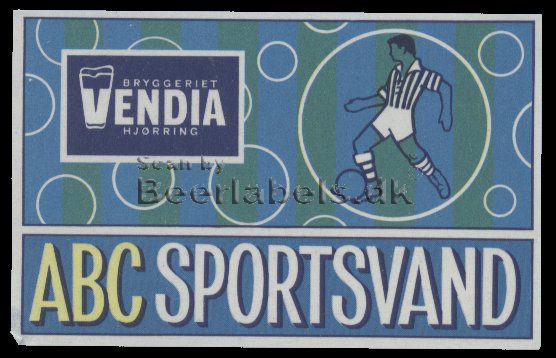 BRYGGERIET
VENDIA
HJØRRING
Scan by
Beerlabels.dk
ABC SPORTSVAND